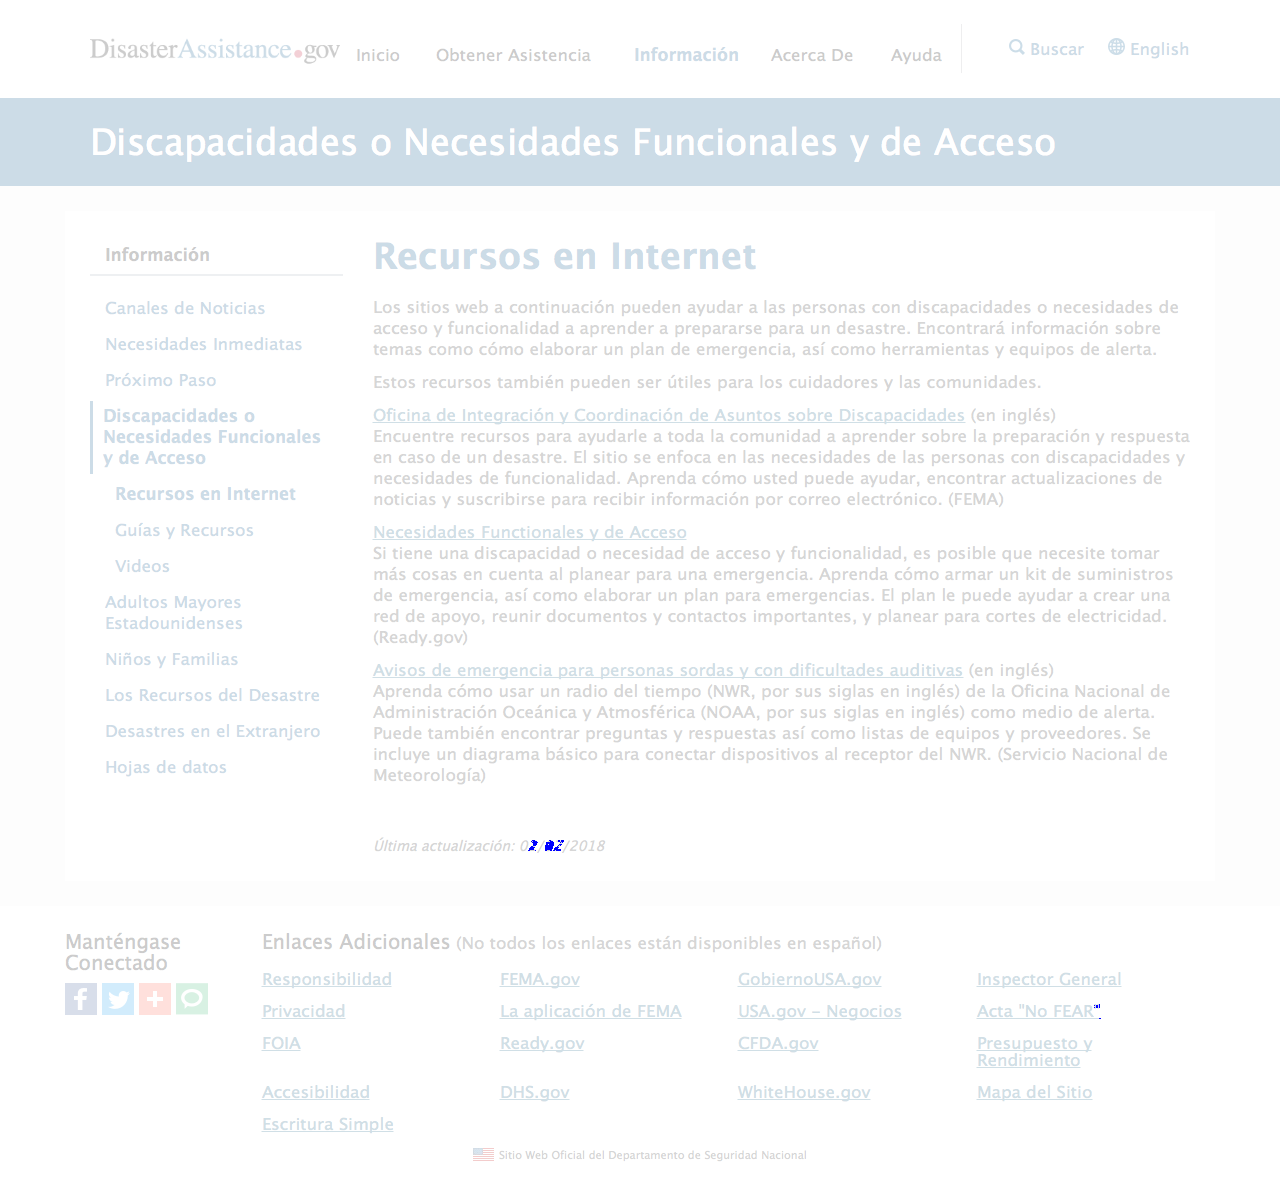 DisasterAssistance.gov
Inicio Obtener Asistencia Información Acerca De Ayuda Buscar English
Discapacidades o Necesidades Funcionales y de Acceso
Información
Canales de Noticias
Necesidades Inmediatas
Próximo Paso
Discapacidades o
Necesidades Funcionales
y de Acceso
Recursos en Internet
Guías y Recursos
Videos
Adultos Mayores
Estadounidenses
Niños y Familias
Los Recursos del Desastre
Desastres en el Extranjero
Hojas de datos
Recursos en Internet
Los sitios web a continuación pueden ayudar a las personas con discapacidades o necesidades de
acceso y funcionalidad a aprender a prepararse para un desastre. Encontrará información sobre
temas como cómo elaborar un plan de emergencia, así como herramientas y equipos de alerta.
Estos recursos también pueden ser útiles para los cuidadores y las comunidades.
Oficina de Integración y Coordinación de Asuntos sobre Discapacidades (en inglés)
Encuentre recursos para ayudarle a toda la comunidad a aprender sobre la preparación y respuesta
en caso de un desastre. El sitio se enfoca en las necesidades de las personas con discapacidades y
necesidades de funcionalidad. Aprenda cómo usted puede ayudar, encontrar actualizaciones de
noticias y suscribirse para recibir información por correo electrónico. (FEMA)
Necesidades Functionales y de Acceso
Si tiene una discapacidad o necesidad de acceso y funcionalidad, es posible que necesite tomar
más cosas en cuenta al planear para una emergencia. Aprenda cómo armar un kit de suministros
de emergencia, así como elaborar un plan para emergencias. El plan le puede ayudar a crear una
red de apoyo, reunir documentos y contactos importantes, y planear para cortes de electricidad.
(Ready.gov)
Avisos de emergencia para personas sordas y con dificultades auditivas (en inglés)
Aprenda cómo usar un radio del tiempo (NWR, por sus siglas en inglés) de la Oficina Nacional de
Administración Oceánica y Atmosférica (NOAA, por sus siglas en inglés) como medio de alerta.
Puede también encontrar preguntas y respuestas así como listas de equipos y proveedores. Se
incluye un diagrama básico para conectar dispositivos al receptor del NWR. (Servicio Nacional de
Meteorología)
Última actualización:
Manténgase
Conectado
Enlaces Adicionales (No todos los enlaces están disponibles en español)
Responsibilidad FEMA.gov GobiernoUSA.gov Inspector General
Privacidad La aplicación de FEMA USA.gov - Negocios Acta "No FEAR"
FOIA Ready.gov CFDA.gov Presupuesto y
Rendimiento
Accesibilidad DHS.gov WhiteHouse.gov Mapa del Sitio
Escritura Simple
Sitio Web Oficial del Departamento de Seguridad Nacional